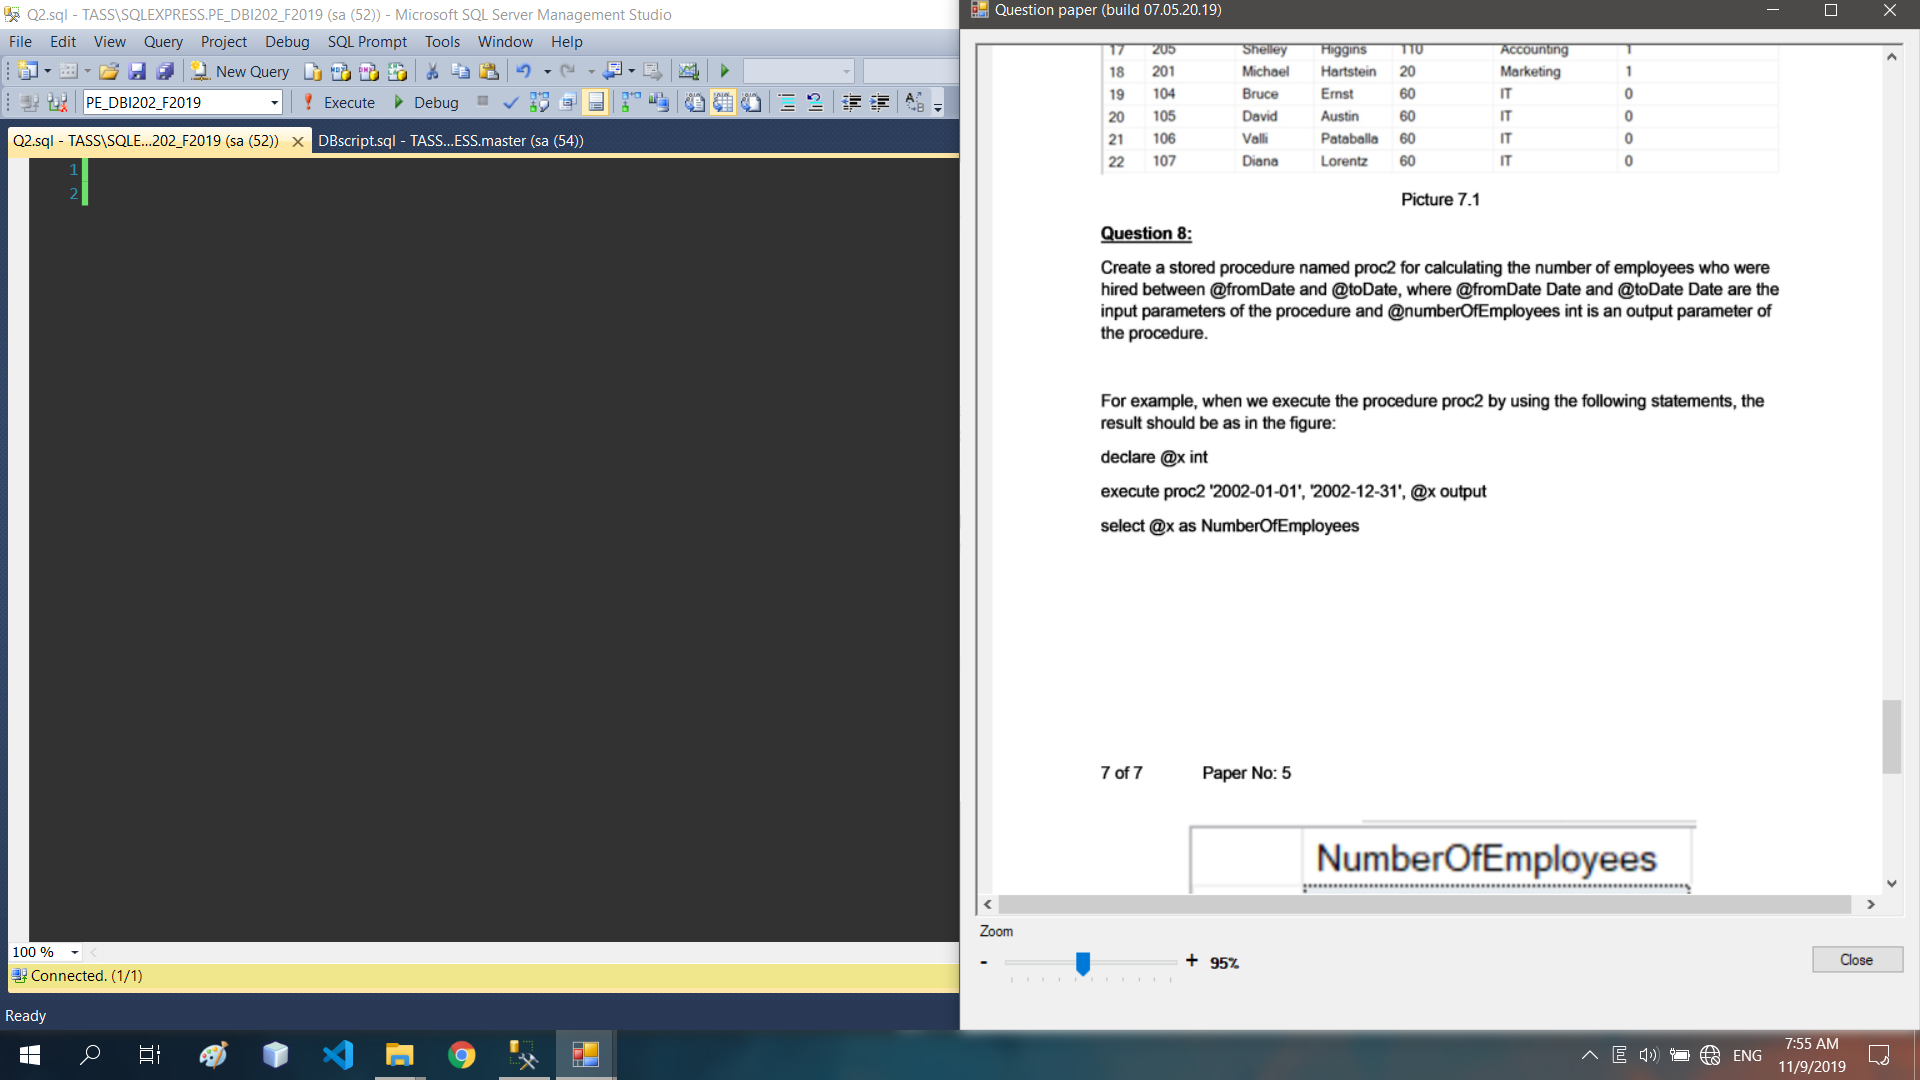 Q2.sql - TASS\SQLEXPRESS.PE_DBI202_F2019 (sa (52)) - Microsoft SQL Server Management Studio
File Edit View Query Project Debug SQL Prompt Tools Window Help
New Query
PE_DBI202_F2019 Execute Debug
Q2.sql - TASS\SQLE...202_F2019 (sa (52)) DBscript.sql - TASS...ESS.master (sa (54))
1
2
100 %
Connected. (1/1)
Ready
Question paper (build 07.05.20.19)
17 205 Shelley Higgins 110 Accounting 1
18 201 Michael Hartstein 20 Marketing 1
19 104 Bruce Ernst 60 IT 0
20 105 David Austin 60 IT 0
21 106 Valli Pataballa 60 IT 0
22 107 Diana Lorentz 60 IT 0
Picture 7.1
Question 8:
Create a stored procedure named proc2 for calculating the number of employees who were
hired between @fromDate and @toDate, where @fromDate Date and @toDate Date are the
input parameters of the procedure and @numberOfEmployees int is an output parameter of
the procedure.
For example, when we execute the procedure proc2 by using the following statements, the
result should be as in the figure:
declare @x int
execute proc2 '2002-01-01', '2002-12-31', @x output
select @x as NumberOfEmployees
7 of 7 Paper No: 5
NumberOfEmployees
Zoom
- + 95%
Close
ENG
7:55 AM
11/9/2019